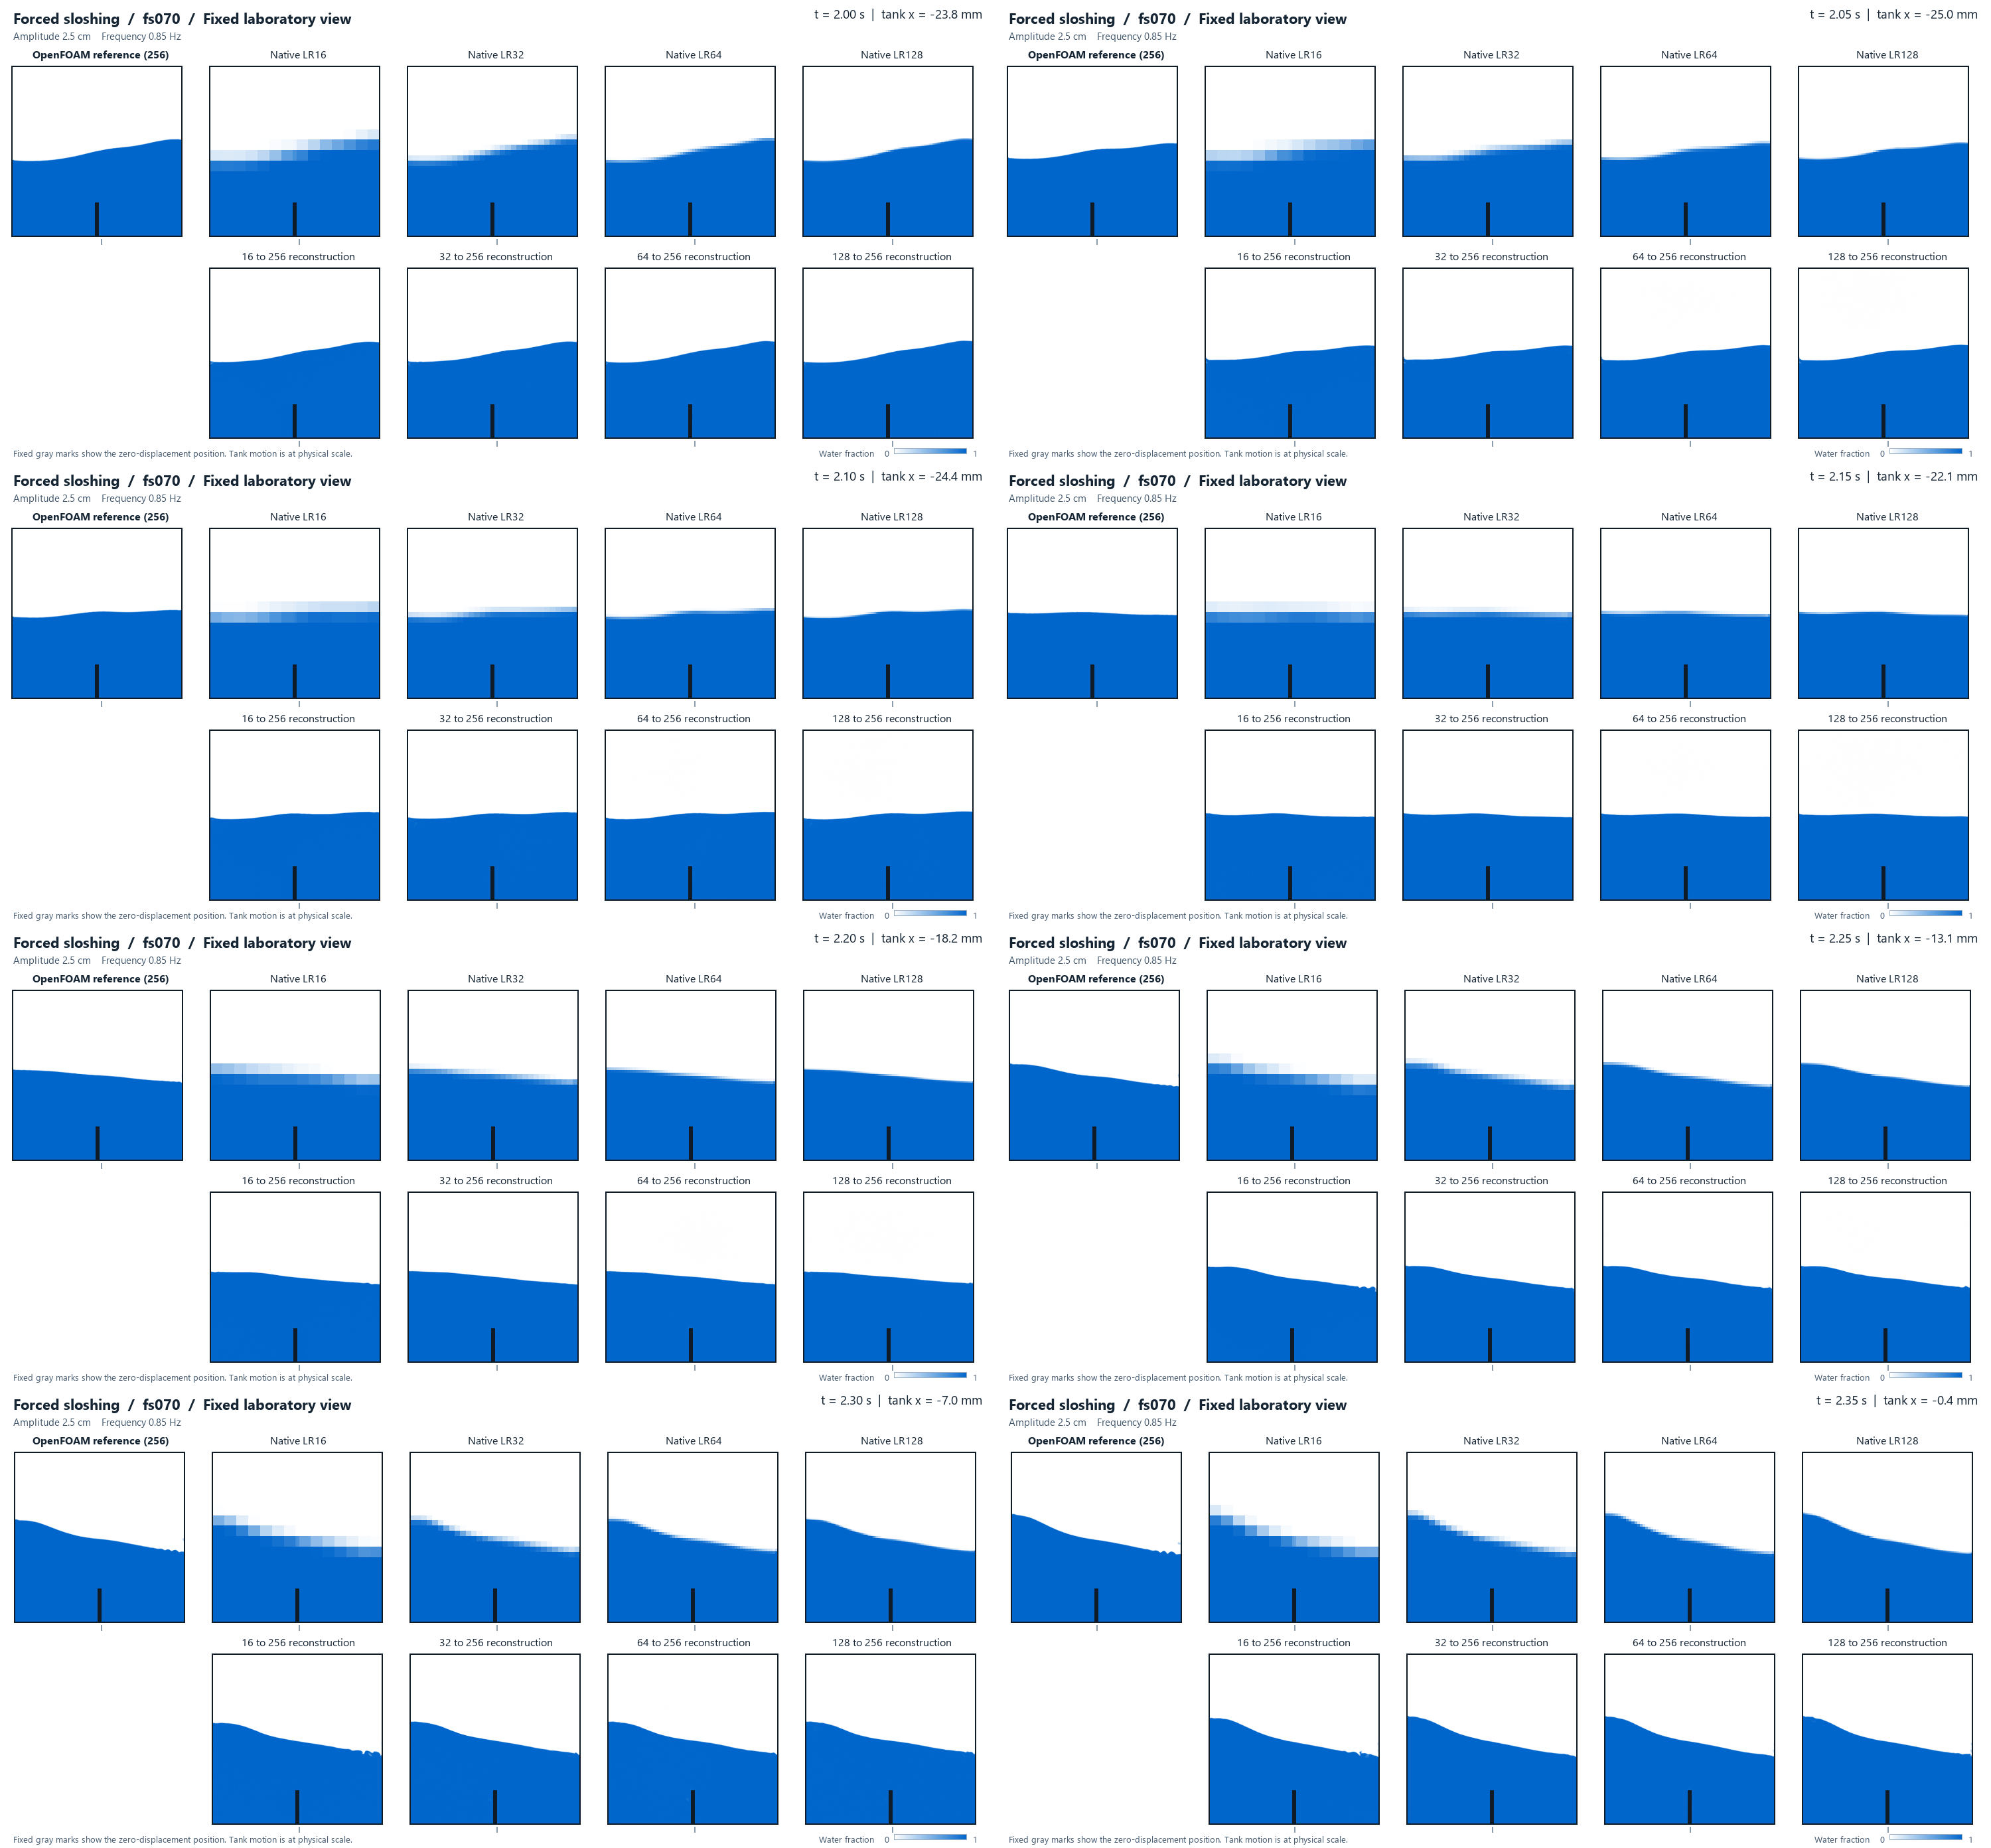 Forced sloshing / fs070 / Fixed laboratory view
t = 2.00 s | tank x = -23.8 mm
Amplitude 2.5 cm Frequency 0.85 Hz
OpenFOAM reference (256)
Native LR16
Native LR32
Native LR64
Native LR128
16 to 256 reconstruction
32 to 256 reconstruction
64 to 256 reconstruction
128 to 256 reconstruction
Fixed gray marks show the zero-displacement position. Tank motion is at physical scale.
Water fraction 0 1
Forced sloshing / fs070 / Fixed laboratory view
t = 2.05 s | tank x = -25.0 mm
Amplitude 2.5 cm Frequency 0.85 Hz
OpenFOAM reference (256)
Native LR16
Native LR32
Native LR64
Native LR128
16 to 256 reconstruction
32 to 256 reconstruction
64 to 256 reconstruction
128 to 256 reconstruction
Fixed gray marks show the zero-displacement position. Tank motion is at physical scale.
Water fraction 0 1
Forced sloshing / fs070 / Fixed laboratory view
t = 2.10 s | tank x = -24.4 mm
Amplitude 2.5 cm Frequency 0.85 Hz
OpenFOAM reference (256)
Native LR16
Native LR32
Native LR64
Native LR128
16 to 256 reconstruction
32 to 256 reconstruction
64 to 256 reconstruction
128 to 256 reconstruction
Fixed gray marks show the zero-displacement position. Tank motion is at physical scale.
Water fraction 0 1
Forced sloshing / fs070 / Fixed laboratory view
t = 2.15 s | tank x = -22.1 mm
Amplitude 2.5 cm Frequency 0.85 Hz
OpenFOAM reference (256)
Native LR16
Native LR32
Native LR64
Native LR128
16 to 256 reconstruction
32 to 256 reconstruction
64 to 256 reconstruction
128 to 256 reconstruction
Fixed gray marks show the zero-displacement position. Tank motion is at physical scale.
Water fraction 0 1
Forced sloshing / fs070 / Fixed laboratory view
t = 2.20 s | tank x = -18.2 mm
Amplitude 2.5 cm Frequency 0.85 Hz
OpenFOAM reference (256)
Native LR16
Native LR32
Native LR64
Native LR128
16 to 256 reconstruction
32 to 256 reconstruction
64 to 256 reconstruction
128 to 256 reconstruction
Fixed gray marks show the zero-displacement position. Tank motion is at physical scale.
Water fraction 0 1
Forced sloshing / fs070 / Fixed laboratory view
t = 2.25 s | tank x = -13.1 mm
Amplitude 2.5 cm Frequency 0.85 Hz
OpenFOAM reference (256)
Native LR16
Native LR32
Native LR64
Native LR128
16 to 256 reconstruction
32 to 256 reconstruction
64 to 256 reconstruction
128 to 256 reconstruction
Fixed gray marks show the zero-displacement position. Tank motion is at physical scale.
Water fraction 0 1
Forced sloshing / fs070 / Fixed laboratory view
t = 2.30 s | tank x = -7.0 mm
Amplitude 2.5 cm Frequency 0.85 Hz
OpenFOAM reference (256)
Native LR16
Native LR32
Native LR64
Native LR128
16 to 256 reconstruction
32 to 256 reconstruction
64 to 256 reconstruction
128 to 256 reconstruction
Fixed gray marks show the zero-displacement position. Tank motion is at physical scale.
Water fraction 0 1
Forced sloshing / fs070 / Fixed laboratory view
t = 2.35 s | tank x = -0.4 mm
Amplitude 2.5 cm Frequency 0.85 Hz
OpenFOAM reference (256)
Native LR16
Native LR32
Native LR64
Native LR128
16 to 256 reconstruction
32 to 256 reconstruction
64 to 256 reconstruction
128 to 256 reconstruction
Fixed gray marks show the zero-displacement position. Tank motion is at physical scale.
Water fraction 0 1